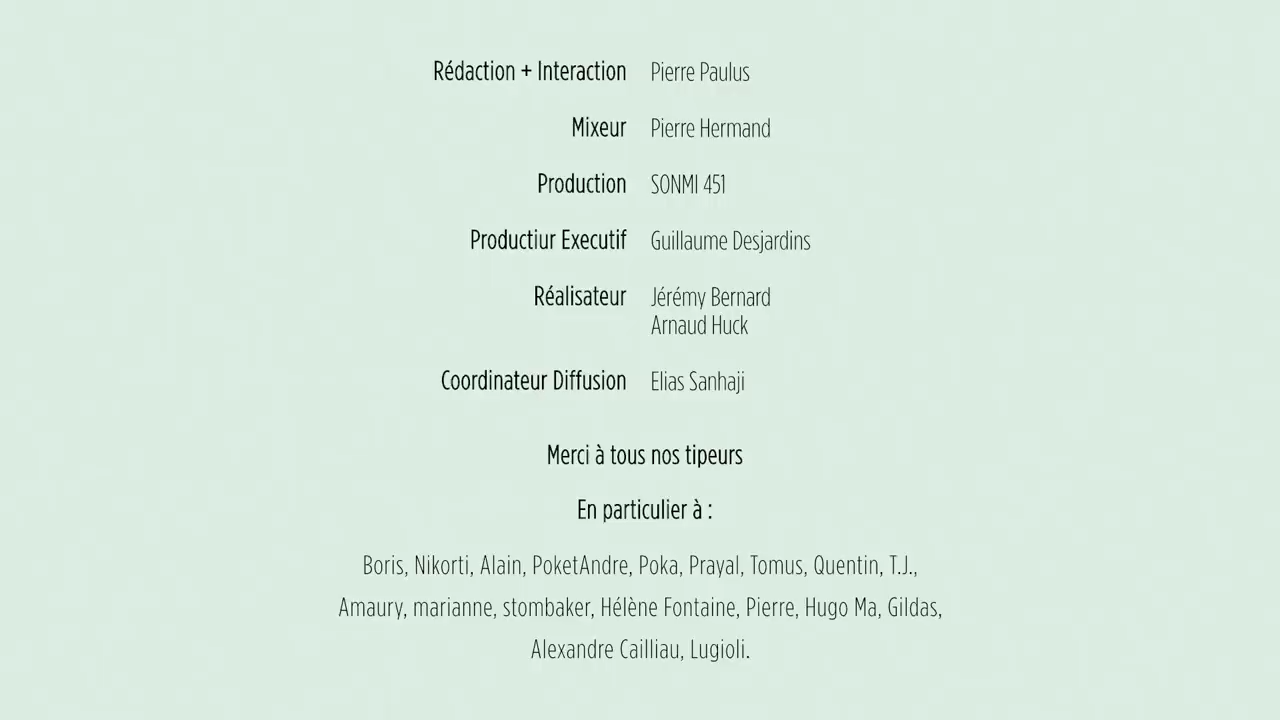 Rédaction + Interaction Pierre Paulus
Mixeur Pierre Hermand
Production SONMI 451
Productiur Executif Guillaume Desjardins
Réalisateur Jérémy Bernard
Arnaud Huck
Coordinateur Diffusion Elias Sanhaji
Merci à tous nos tipeurs
En particulier à :
Boris, Nikorti, Alain, PoketAndre, Poka, Prayal, Tomus, Quentin, T.J.,
Amaury, marianne, stombaker, Hélène Fontaine, Pierre, Hugo Ma, Gildas,
Alexandre Cailliau, Lugioli.